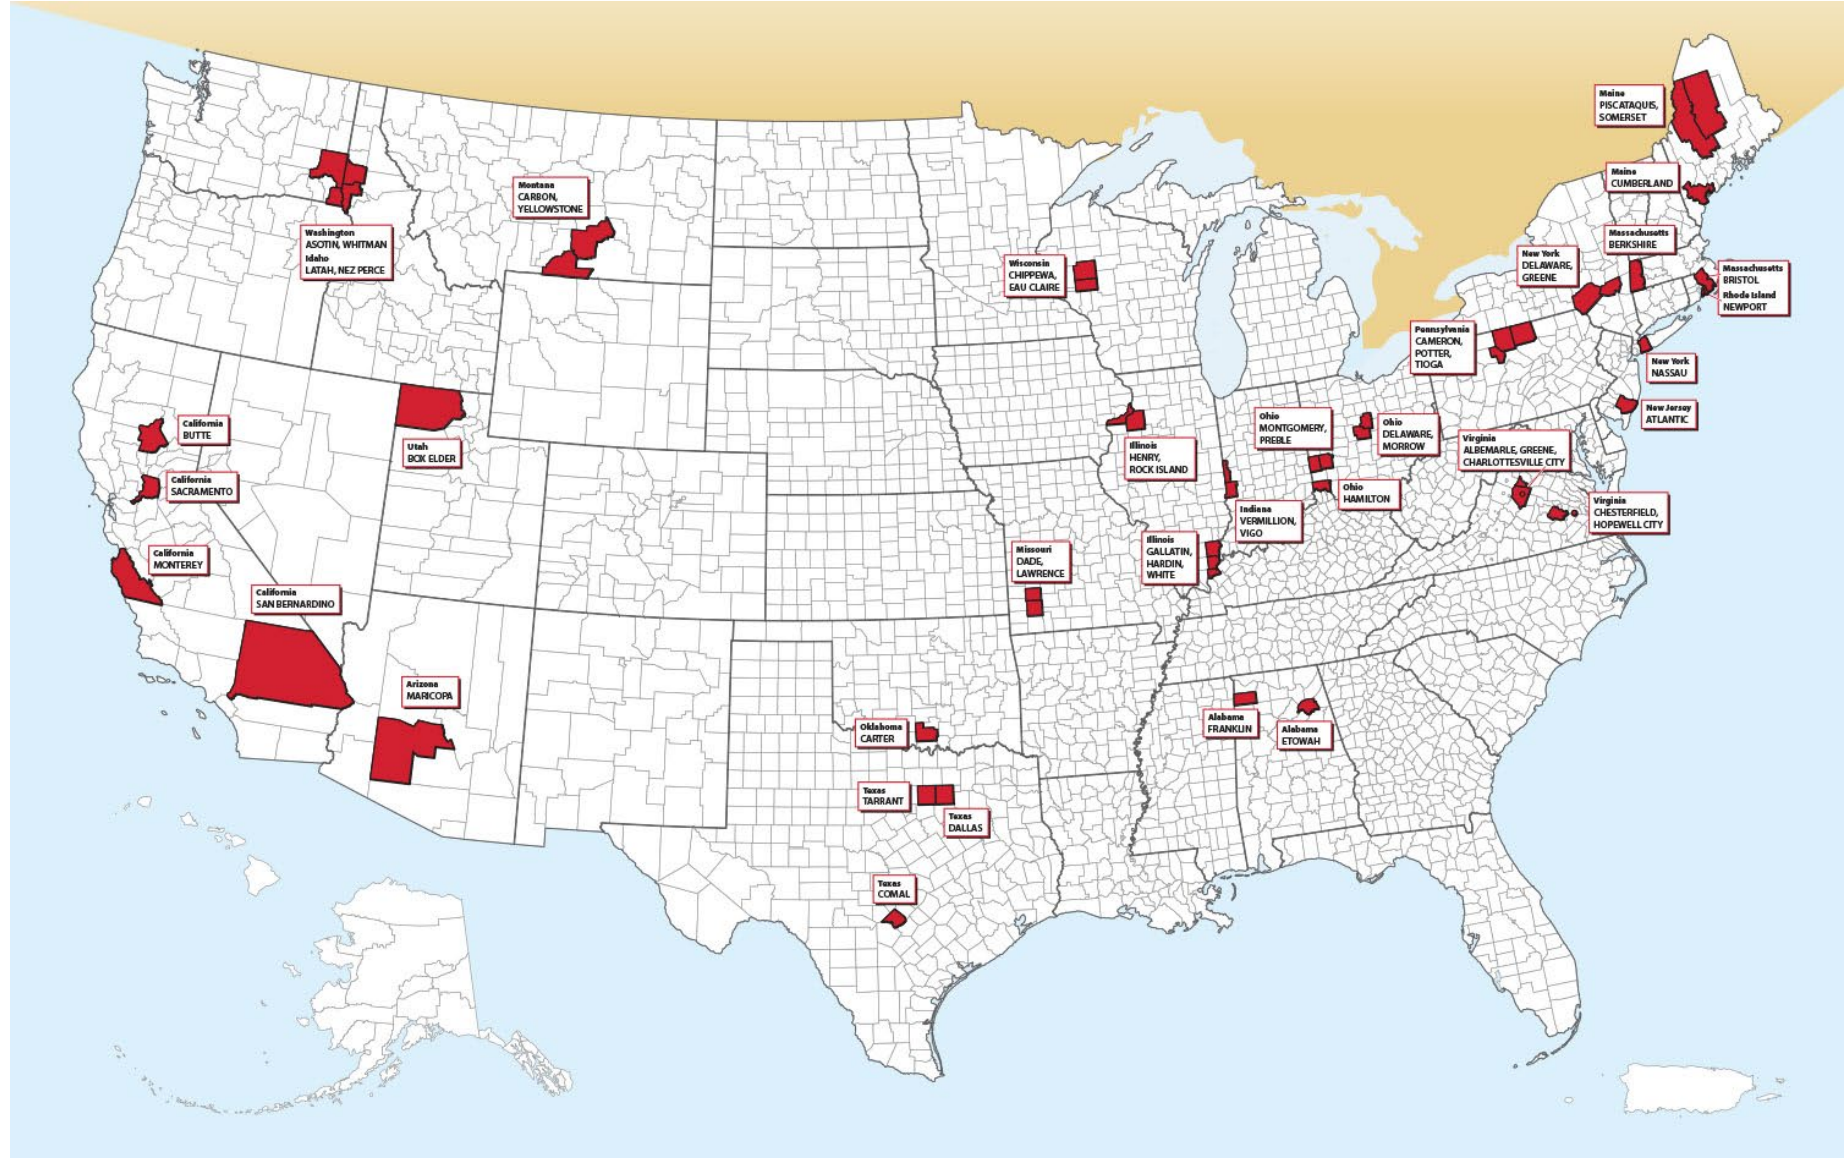 Maine
PISCATAQUIS,
SOMERSET
Maine
CUMBERLAND
Montana
CARBON,
YELLOWSTONE
Washington
ASOTIN, WHITMAN
Idaho
LATAH, NEZ PERCE
Massachusetts
BERKSHIRE
New York
DELAWARE,
GREENE
Wisconsin
CHIPPEWA,
EAU CLAIRE
Massachusetts
BRISTOL
Rhode Island
NEWPORT
Pennsylvania
CAMERON,
POTTER,
TIOGA
New York
NASSAU
New Jersey
ATLANTIC
California
BUTTE
Utah
BOX ELDER
Illinois
HENRY,
ROCK ISLAND
Ohio
MONTGOMERY,
PREBLE
Ohio
DELAWARE,
MORROW
Virginia
ALBEMARLE, GREENE,
CHARLOTTESVILLE CITY
California
SACRAMENTO
Ohio
HAMILTON
Virginia
CHESTERFIELD,
HOPEWELL CITY
Indiana
VERMILLION,
VIGO
California
MONTEREY
Missouri
DADE,
LAWRENCE
Illinois
GALLATIN,
HARDIN,
WHITE
California
SAN BERNARDINO
Arizona
MARICOPA
Oklahoma
CARTER
Alabama
FRANKLIN
Alabama
ETOWAH
Texas
TARRANT
Texas
DALLAS
Texas
COMAL